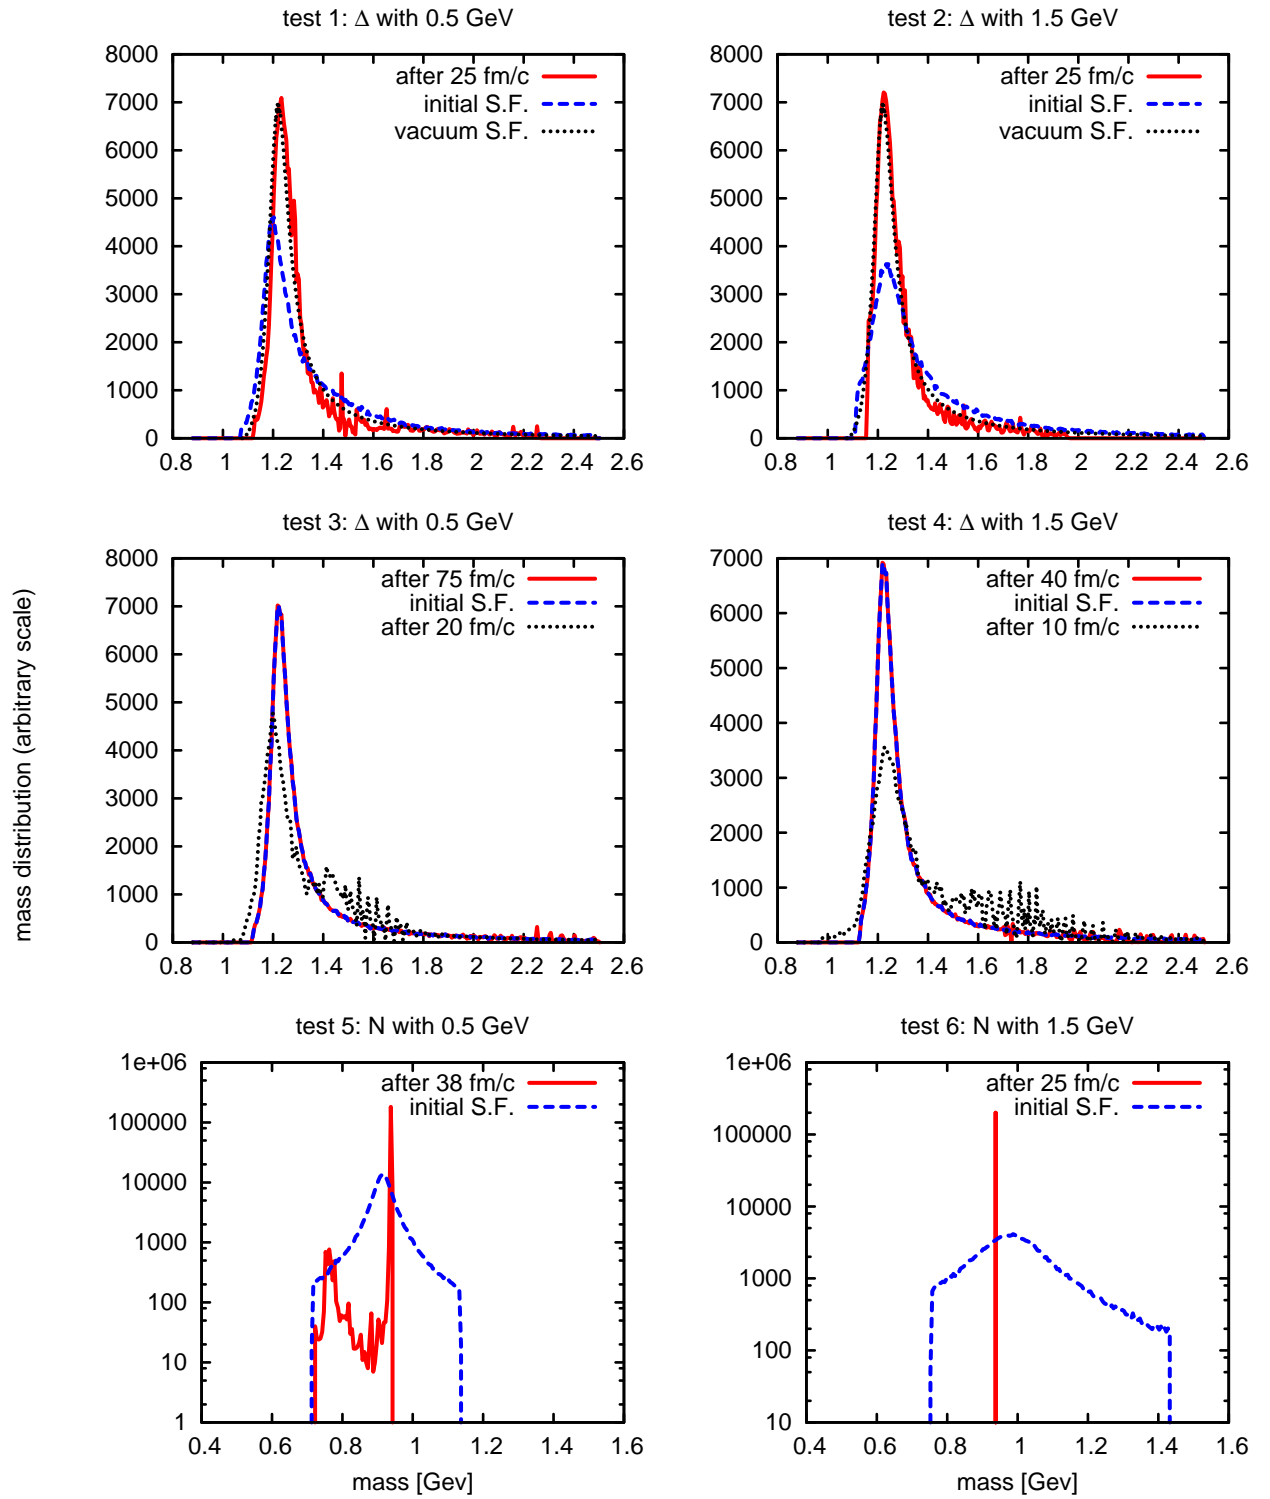 test 1: Δ with 0.5 GeV
8000
7000
6000
5000
4000
3000
2000
1000
0
0.8 1 1.2 1.4 1.6 1.8 2 2.2 2.4 2.6
after 25 fm/c
initial S.F.
vacuum S.F.
test 2: Δ with 1.5 GeV
8000
7000
6000
5000
4000
3000
2000
1000
0
0.8 1 1.2 1.4 1.6 1.8 2 2.2 2.4 2.6
after 25 fm/c
initial S.F.
vacuum S.F.
mass distribution (arbitrary scale)
test 3: Δ with 0.5 GeV
8000
7000
6000
5000
4000
3000
2000
1000
0
0.8 1 1.2 1.4 1.6 1.8 2 2.2 2.4 2.6
after 75 fm/c
initial S.F.
after 20 fm/c
test 4: Δ with 1.5 GeV
7000
6000
5000
4000
3000
2000
1000
0
0.8 1 1.2 1.4 1.6 1.8 2 2.2 2.4 2.6
after 40 fm/c
initial S.F.
after 10 fm/c
test 5: N with 0.5 GeV
1e+06
100000
10000
1000
100
10
1
0.4 0.6 0.8 1 1.2 1.4 1.6
after 38 fm/c
initial S.F.
mass [Gev]
test 6: N with 1.5 GeV
1e+06
100000
10000
1000
100
10
0.4 0.6 0.8 1 1.2 1.4 1.6
after 25 fm/c
initial S.F.
mass [GeV]